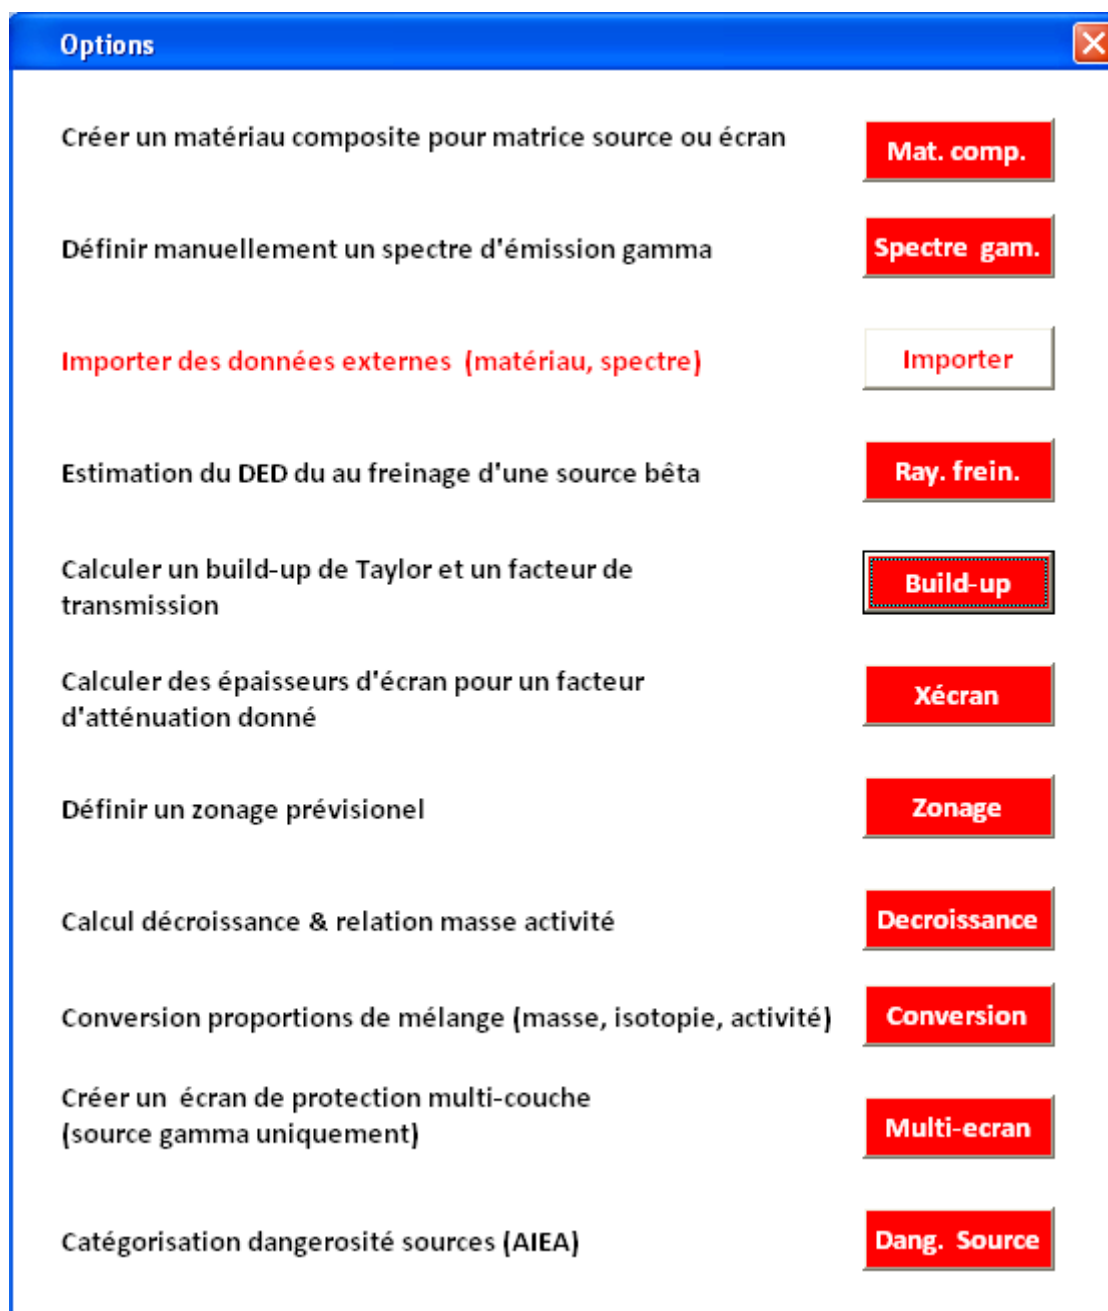 Options
Créer un matériau composite pour matrice source ou écran
Mat. comp.
Définir manuellement un spectre d'émission gamma
Spectre gam.
Importer des données externes (matériau, spectre)
Importer
Estimation du DED du au freinage d'une source bêta
Ray. frein.
Calculer un build-up de Taylor et un facteur de
transmission
Build-up
Calculer des épaisseurs d'écran pour un facteur
d'atténuation donné
Xécran
Définir un zonage prévisionel
Zonage
Calcul décroissance & relation masse activité
Decroissance
Conversion proportions de mélange (masse, isotopie, activité)
Conversion
Créer un écran de protection multi-couche
(source gamma uniquement)
Multi-ecran
Catégorisation dangerosité sources (AIEA)
Dang. Source